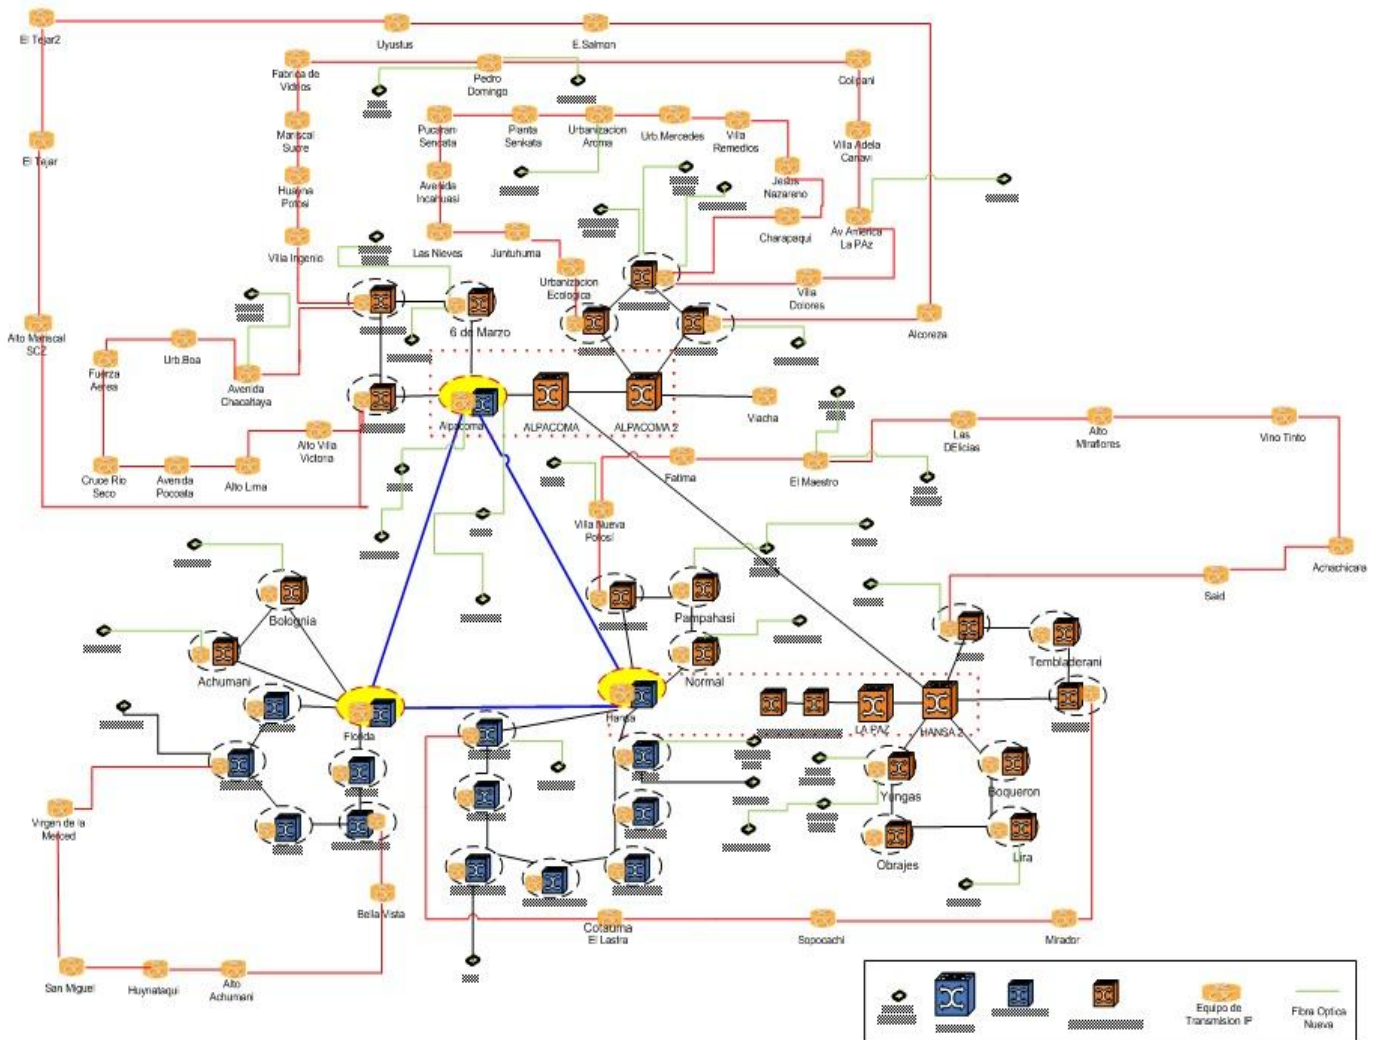 El Tejar2
Uyustus
E.Salmon
Fabrica de
Vidrios
Pedro
Domingo
Colipani
Mariscal
Sucre
Pucarani
Sencata
Planta
Senkata
Urbanizacion
Aroma
Urb.Mercedes
Villa
Remedios
Villa Adela
Canavi
El Tejar
Huayna
Potosi
Avenida
Incahuasi
Jesus
Nazareno
Villa Ingenio
Las Nieves
Juntuhuma
Charapaqui
Av America
La PAz
Urbanizacion
Ecologica
Villa
Dolores
6 de Marzo
Alcoreza
Alto Mariscal
SCZ
Urb.Boa
Fuerza
Aerea
Avenida
Chacaltaya
Alpacoma
ALPACOMA
ALPACOMA 2
Viacha
Alto Villa
Victoria
Las
DElicias
Alto
Miraflores
Vino Tinto
Cruce Rio
Seco
Avenida
Pocoata
Alto Lima
Fatima
El Maestro
Villa Nueva
Potosi
Achachicala
Said
Bolognia
Pampahasi
Achumani
Normal
Tembladerani
Florida
Hansa
LA PAZ
HANSA 2
Virgen de la
Merced
Yungas
Boqueron
Obrajes
Lira
Bella Vista
Cotauma
El Lastra
Sopocachi
Mirador
San Miguel
Huynataqui
Alto
Achumani
Equipo de
Transmision IP
Fibra Optica
Nueva